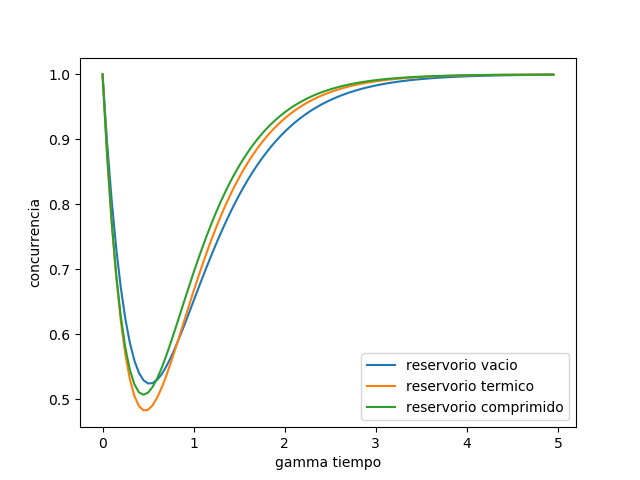 1.0
0.9
0.8
0.7
0.6
0.5
concurrencia
reservorio vacio
reservorio termico
reservorio comprimido
0 1 2 3 4 5
gamma tiempo